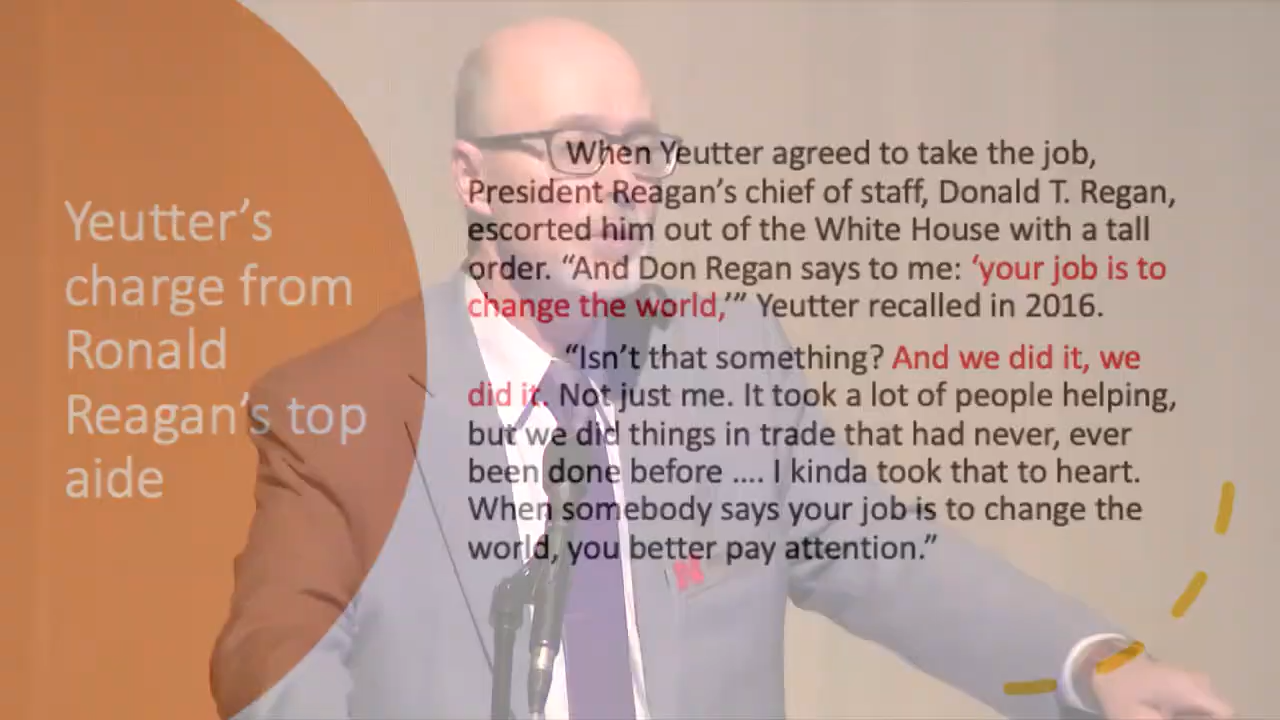 Yeutter’s
charge from
Ronald
Reagan’s top
aide
When Yeutter agreed to take the job,
President Reagan’s chief of staff, Donald T. Regan,
escorted him out of the White House with a tall
order. “And Don Regan says to me: ‘your job is to
change the world,’” Yeutter recalled in 2016.
“Isn’t that something? And we did it, we
did it. Not just me. It took a lot of people helping,
but we did things in trade that had never, ever
been done before .... I kinda took that to heart.
When somebody says your job is to change the
world, you better pay attention.”
N